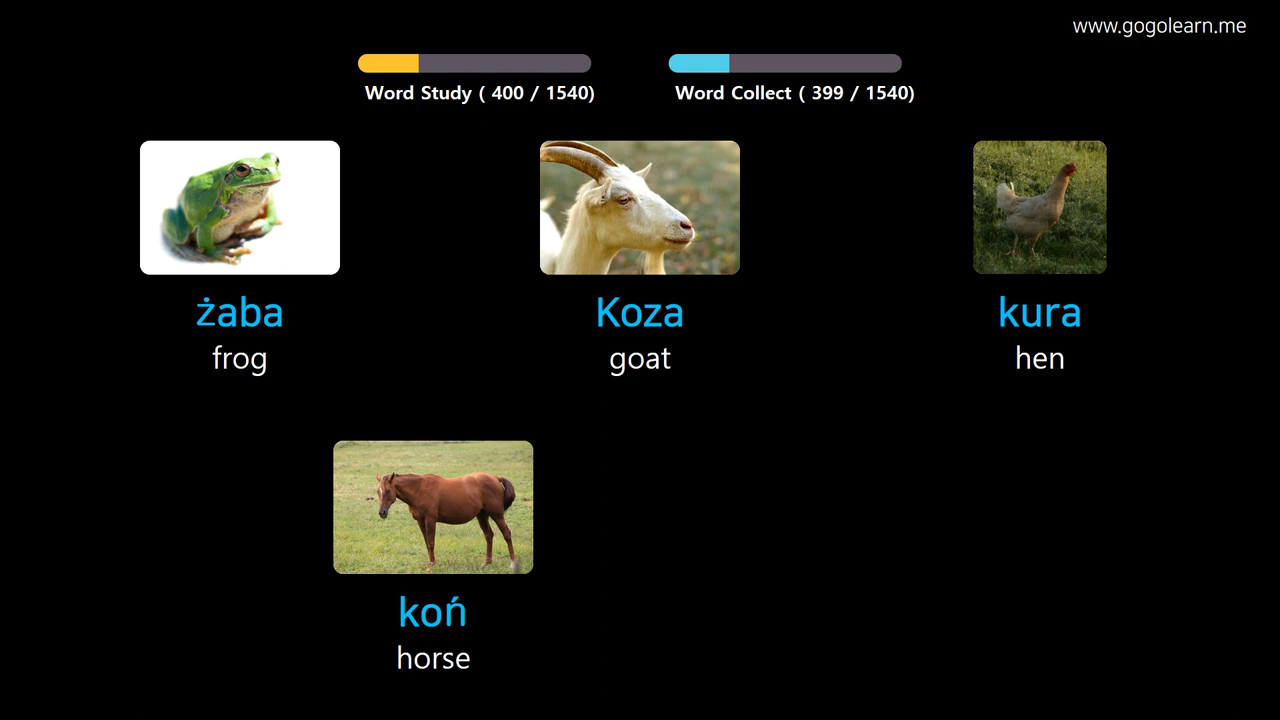 www.gogolearn.me
Word Study ( 400 / 1540)
Word Collect ( 399 / 1540)
żaba
frog
Koza
goat
kura
hen
koń
horse